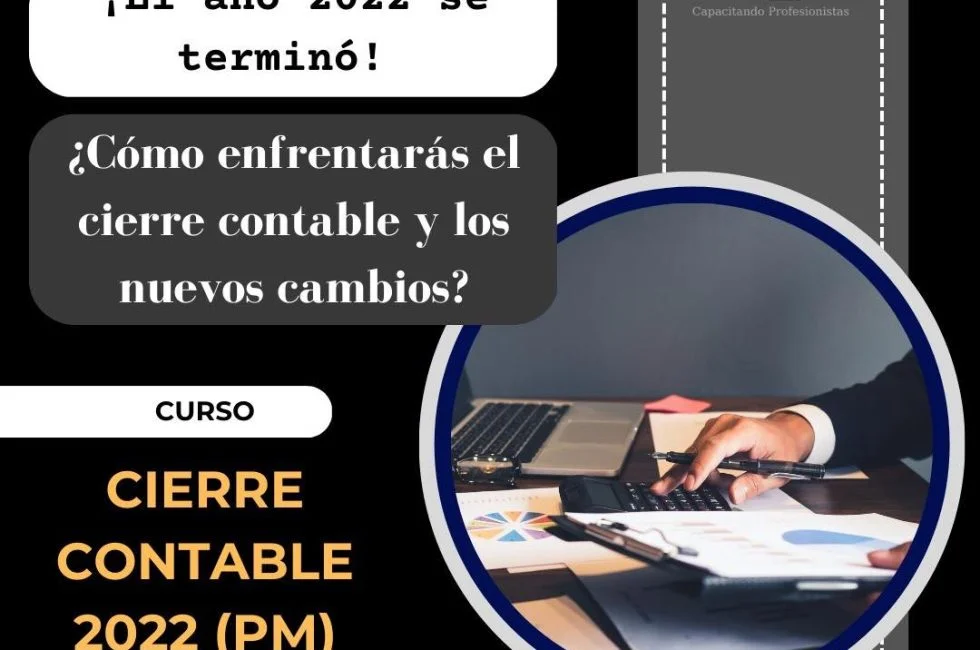 ¡El año 2022 se
terminó!
Capacitando Profesionistas
¿Cómo enfrentarás el
cierre contable y los
nuevos cambios?
CURSO
CIERRE
CONTABLE
2022 (PM)